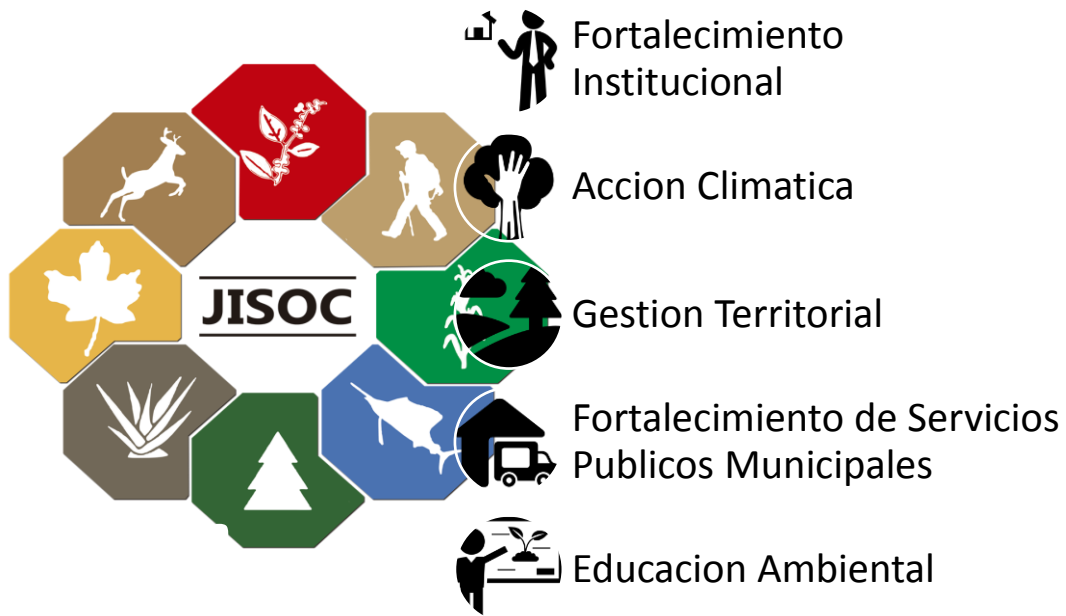 Fortalecimiento
Institucional
Accion Climatica
JISOC
Gestion Territorial
Fortalecimiento de Servicios
Publicos Municipales
Educacion Ambiental